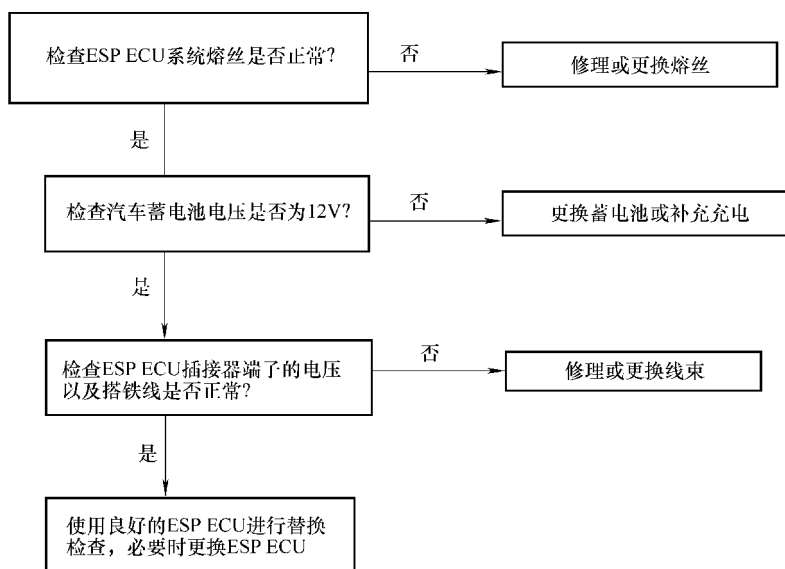 检查ESP ECU系统熔丝是否正常？
否
修理或更换熔丝
是
检查汽车蓄电池电压是否为12V？
否
更换蓄电池或补充充电
是
检查ESP ECU插接器端子的电压
以及搭铁线是否正常？
否
修理或更换线束
是
使用良好的ESP ECU进行替换
检查，必要时更换ESP ECU